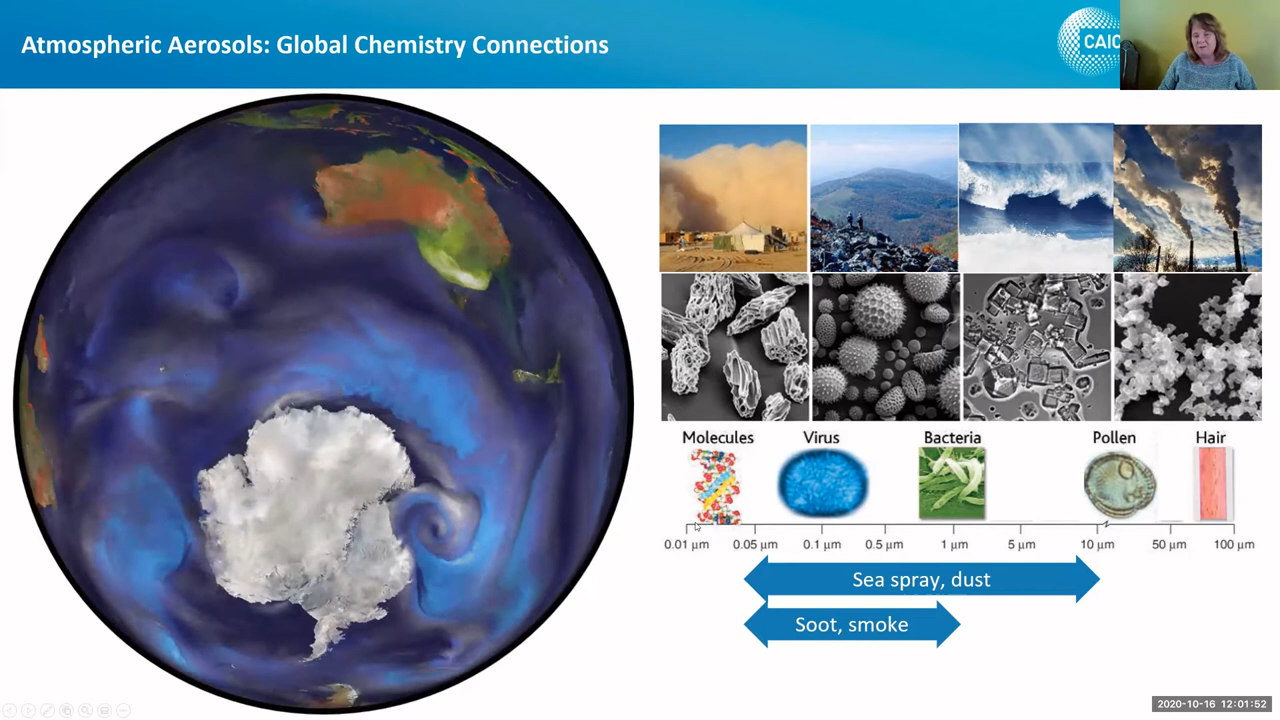 Atmospheric Aerosols: Global Chemistry Connections
CAIC
Molecules Virus Bacteria Pollen Hair
0.01 µm 0.05 µm 0.1 µm 0.5 µm 1 µm 5 µm 10 µm 50 µm 100 µm
Sea spray, dust
Soot, smoke
2020-10-16 12:01:52